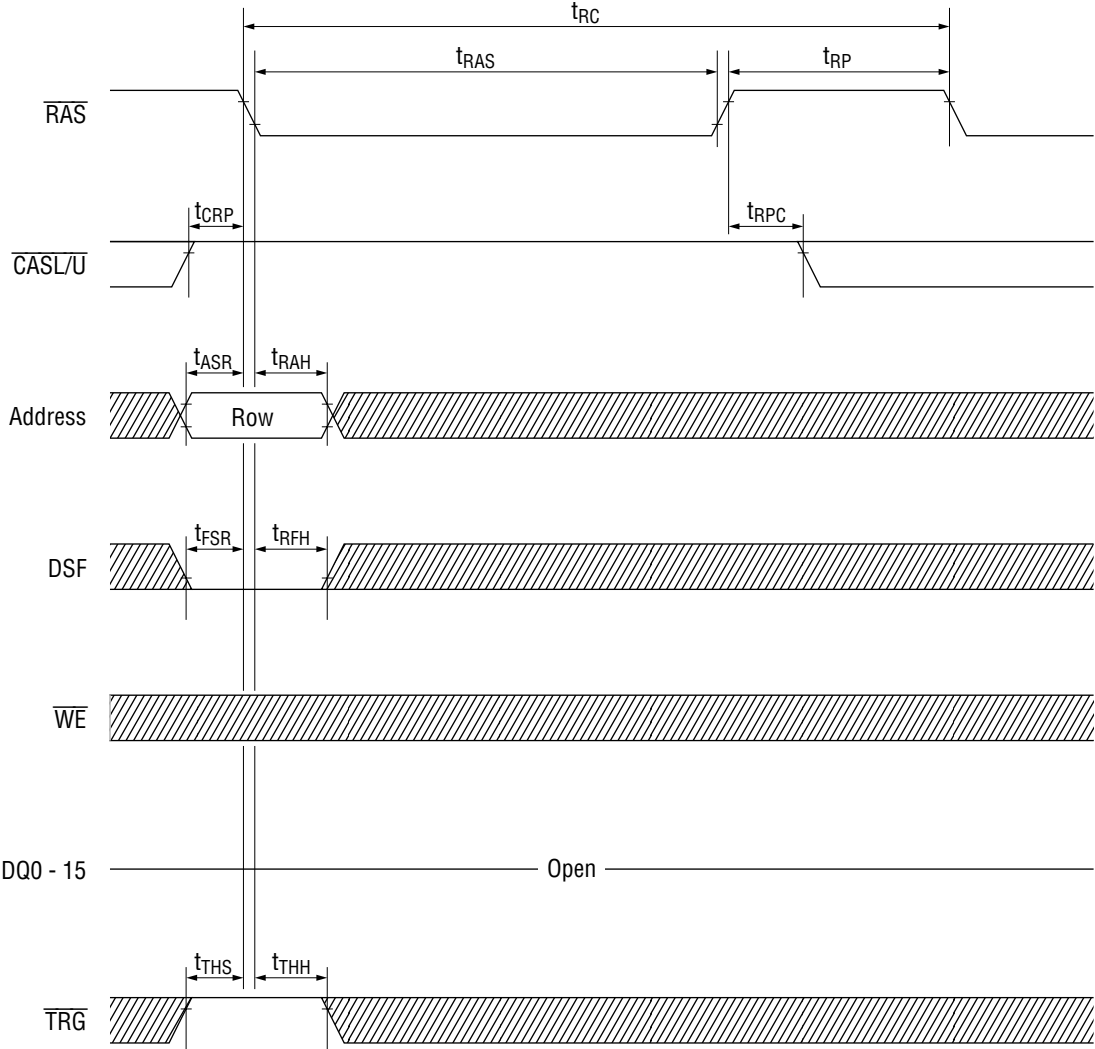 tRC
tRAS
tRP
RAS
tCRP
tRPC
CASL/U
tASR
tRAH
Address
Row
tFSR
tRFH
DSF
WE
DQ0 - 15
Open
tTHS
tTHH
TRG